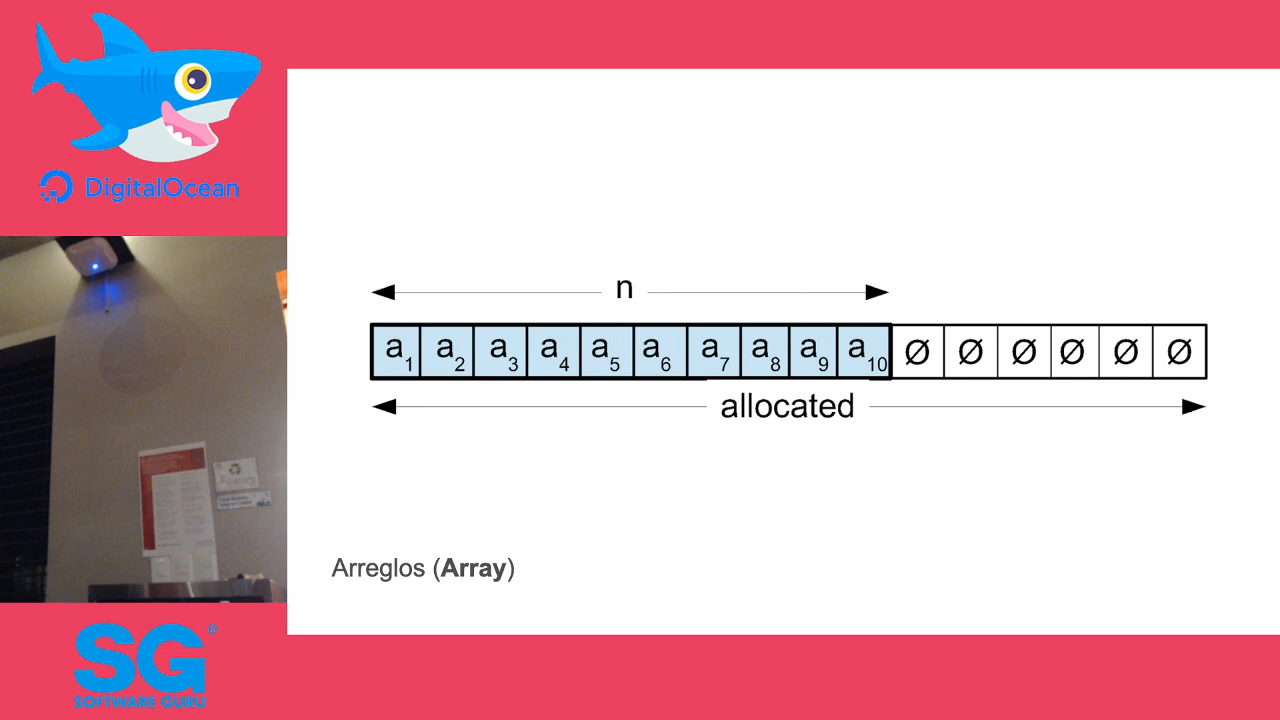 DigitalOcean
n
a1 a2 a3 a4 a5 a6 a7 a8 a9 a10 Ø Ø Ø Ø Ø Ø
allocated
Arreglos (Array)
SG©
SOFTWARE GURU